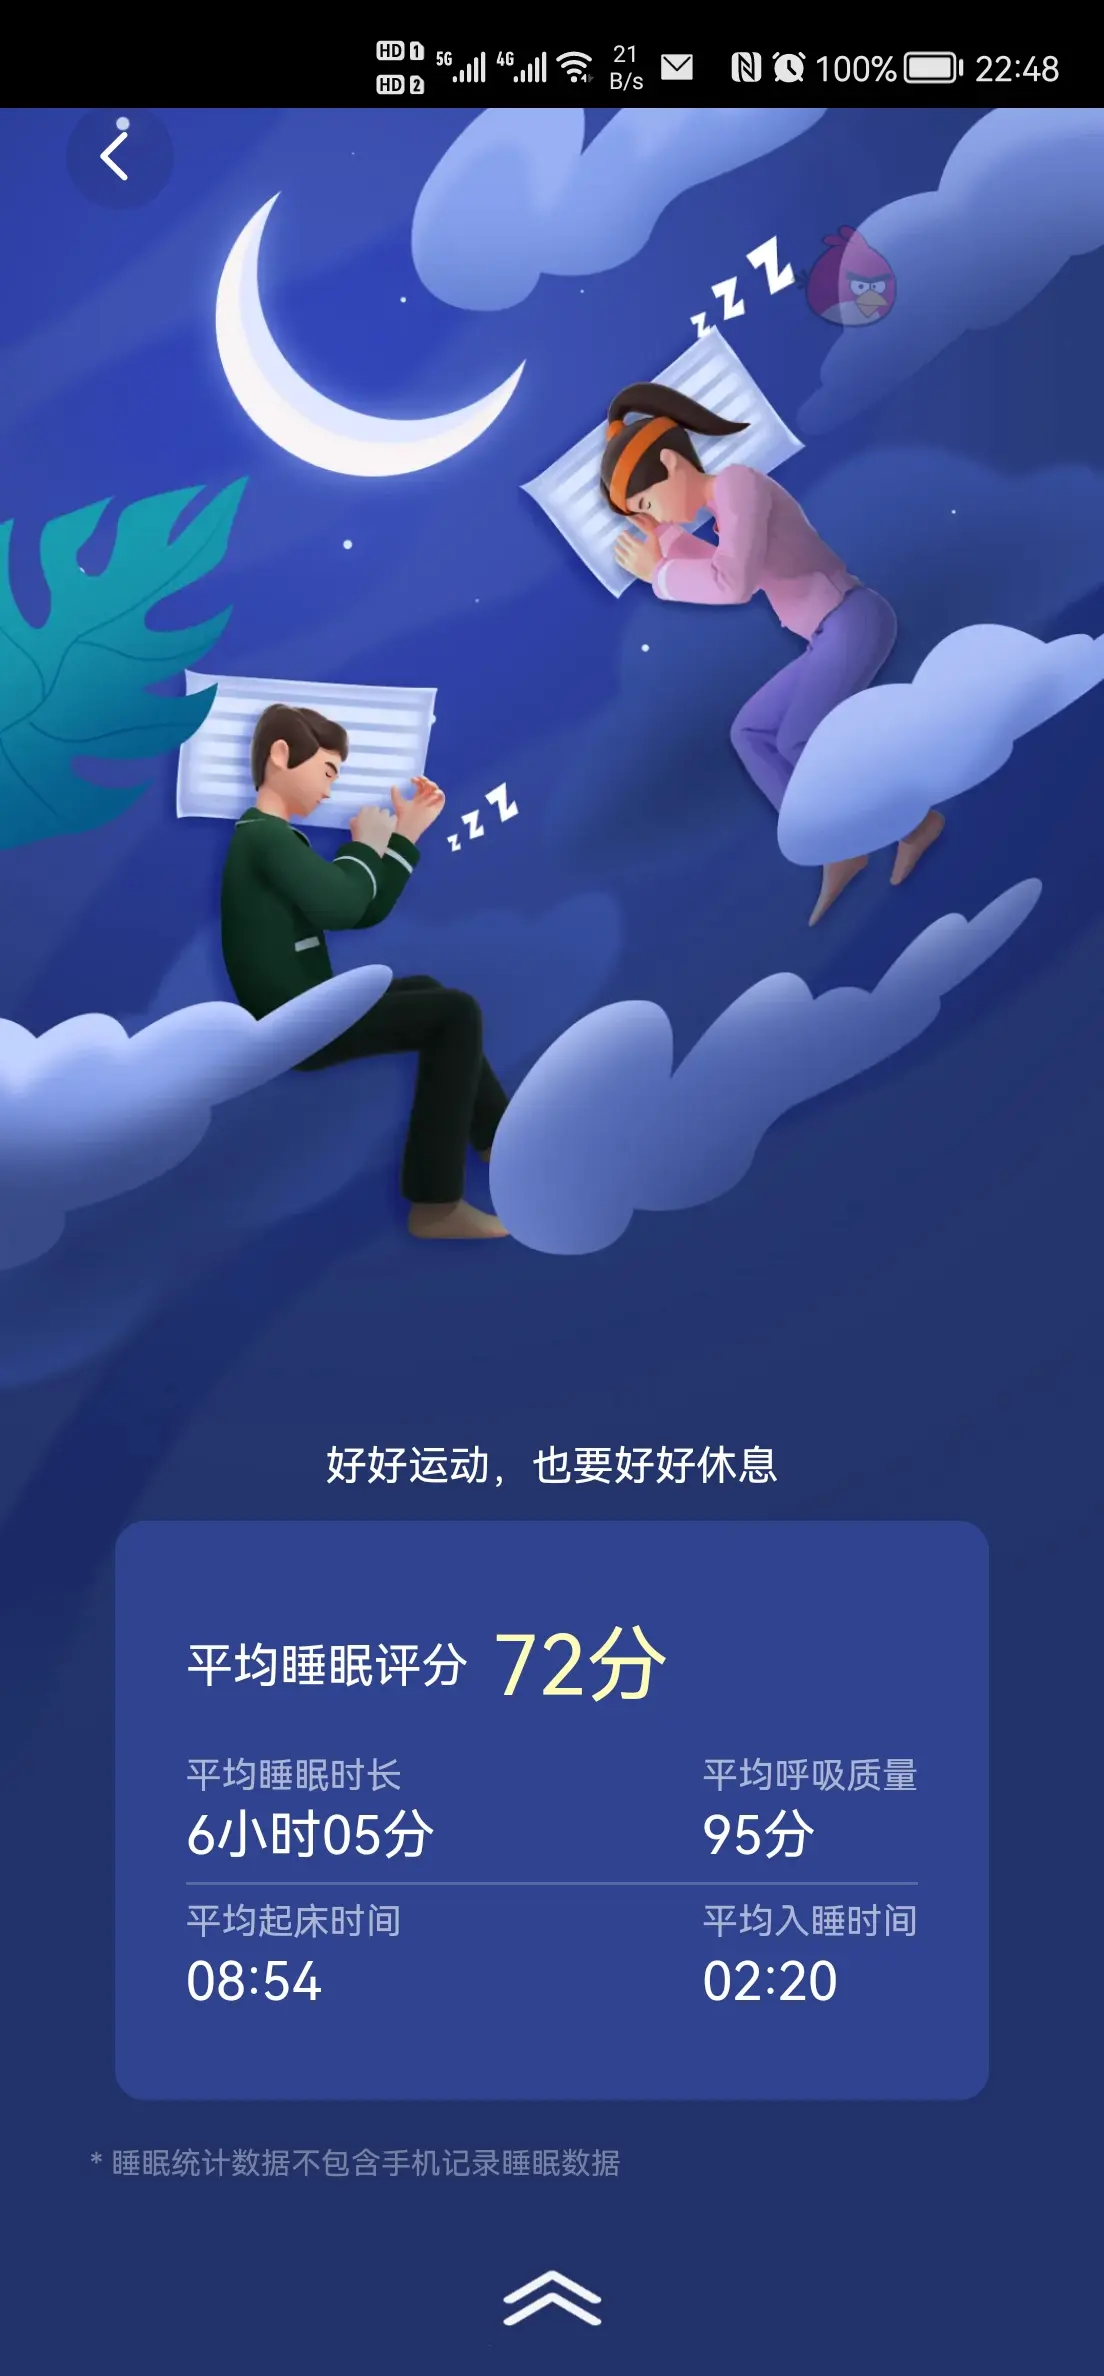 HD 1 5G 4G 21 100% 22:48
HD 2 B/s
z z Z
z z Z
好好运动，也要好好休息
平均睡眠评分 72分
平均睡眠时长 平均呼吸质量
6小时05分 95分
平均起床时间 平均入睡时间
08:54 02:20
* 睡眠统计数据不包含手机记录睡眠数据